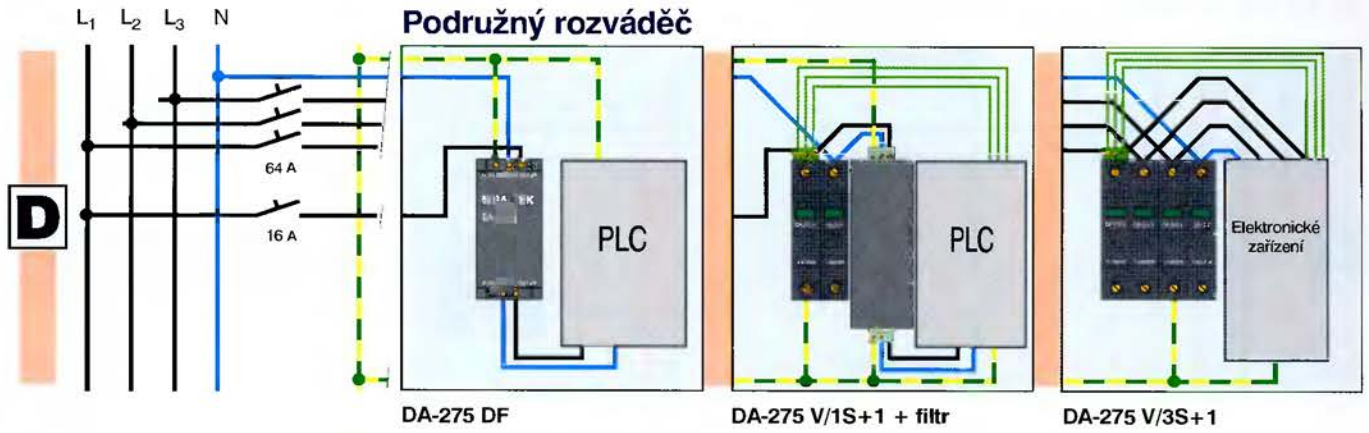 L₁ L₂ L₃ N
Podružný rozváděč
64 A
16 A
D
PLC
PLC
Elektronické
zařízení
DA-275 DF
DA-275 V/1S+1 + filtr
DA-275 V/3S+1